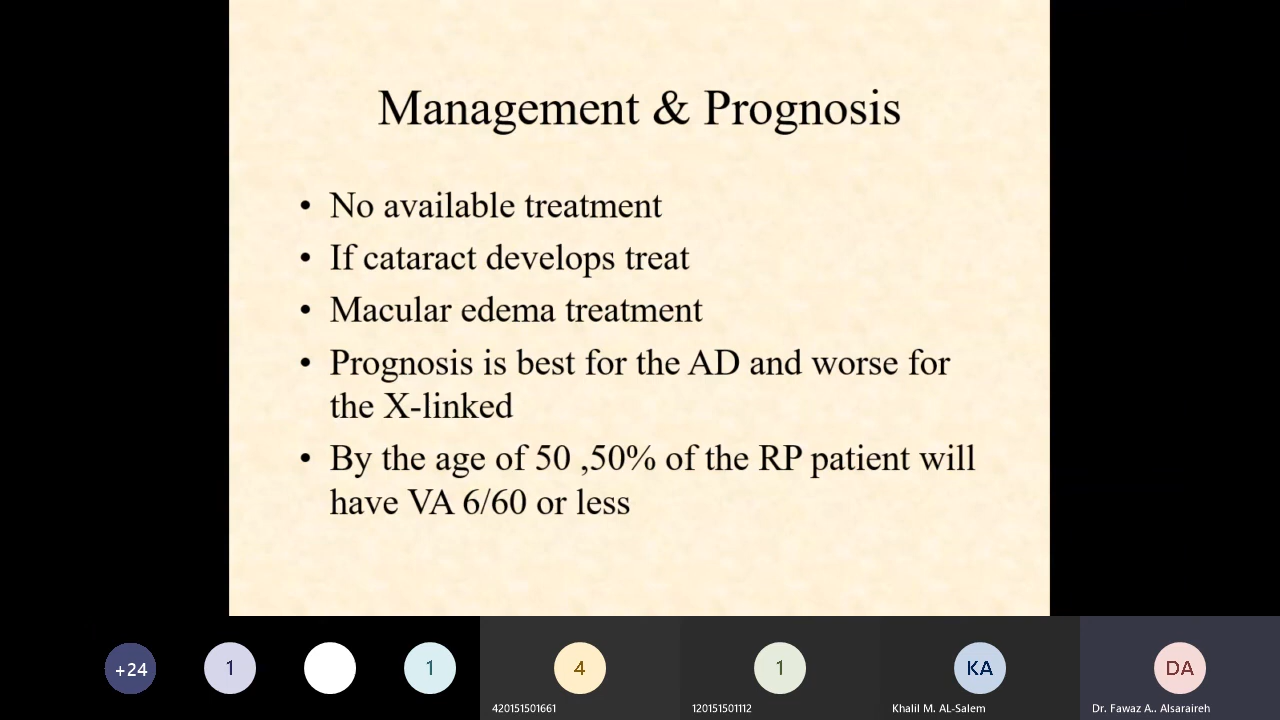 Management & Prognosis
• No available treatment
• If cataract develops treat
• Macular edema treatment
• Prognosis is best for the AD and worse for
the X-linked
• By the age of 50 ,50% of the RP patient will
have VA 6/60 or less
+24
1
1
4
1
KA
DA
420151501661
120151501112
Khalil M. AL-Salem
Dr. Fawaz A.. Alsaraireh